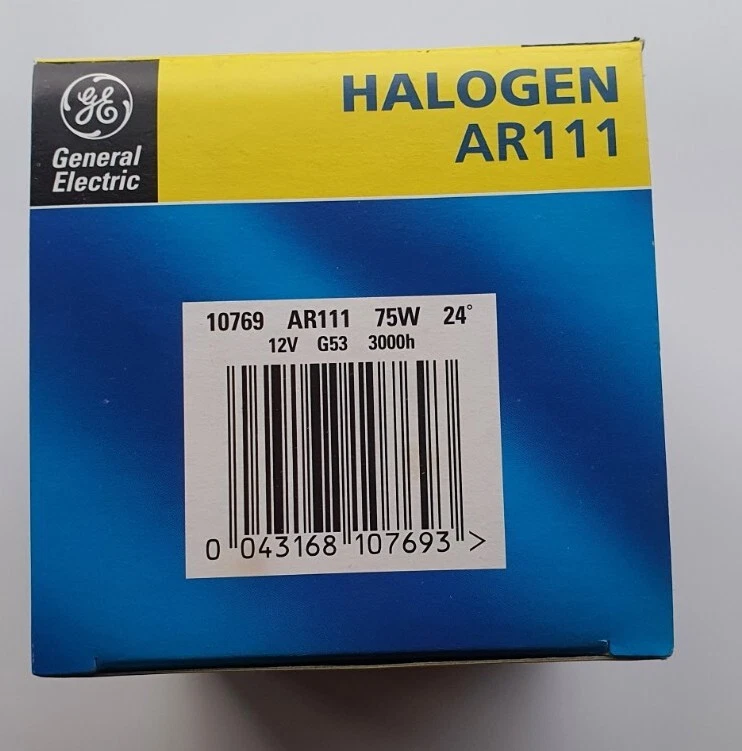 GE
General
Electric
HALOGEN
AR111
10769 AR111 75W 24°
12V G53 3000h
0 043168 107693 >